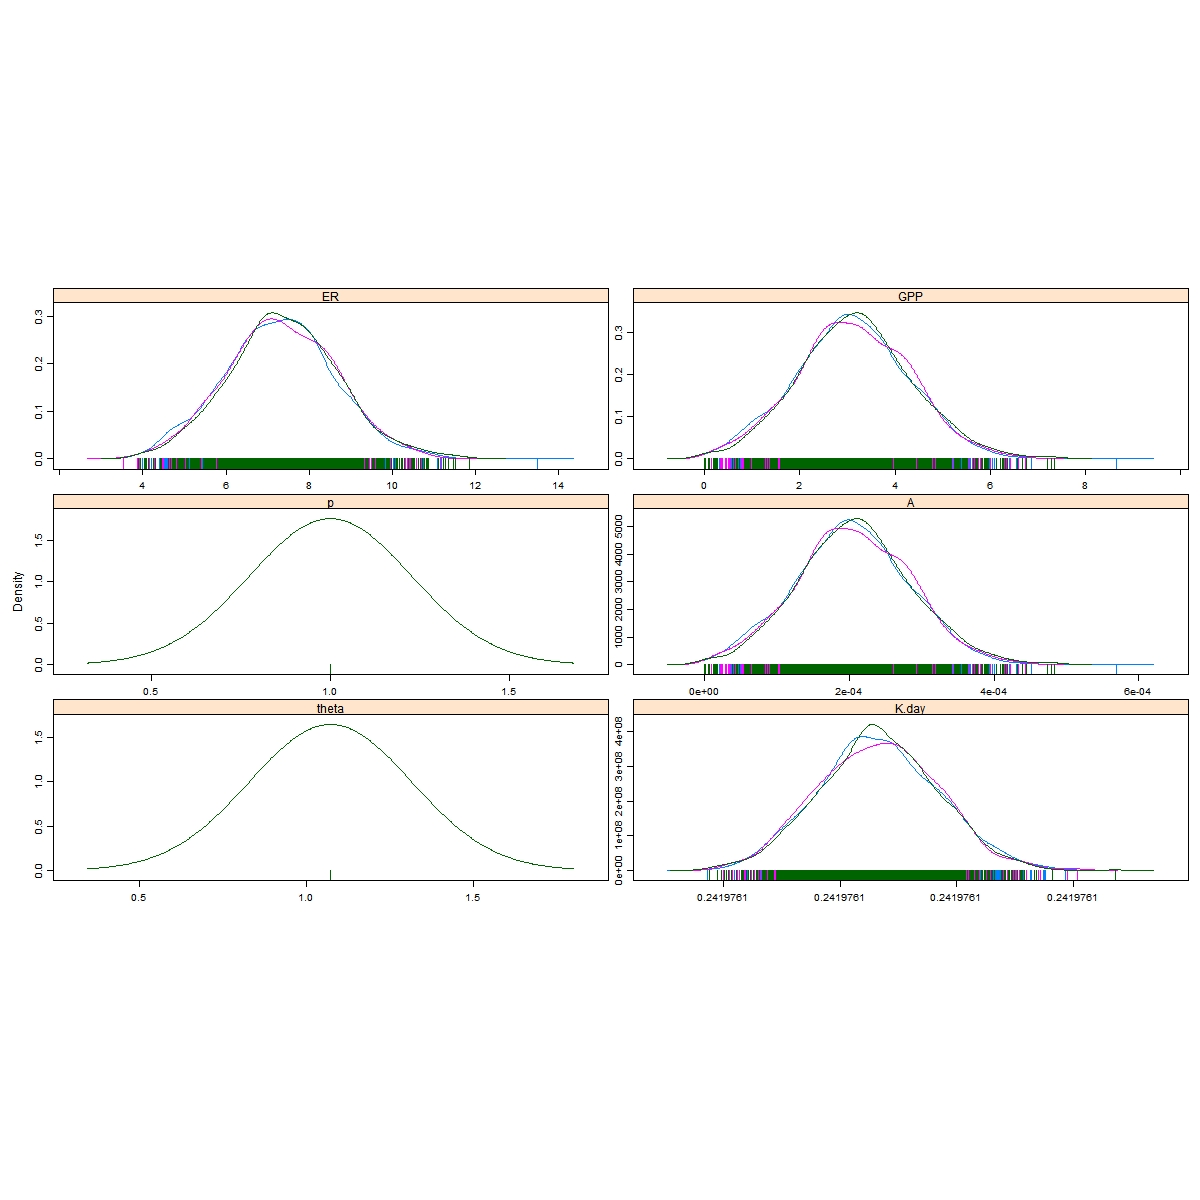 ER
0.0 0.1 0.2 0.3
4 6 8 10 12 14
GPP
0.0 0.1 0.2 0.3
0 2 4 6 8
p
0.0 0.5 1.0 1.5
0.5 1.0 1.5
A
0 1000 2000 3000 4000 5000
0e+00 2e-04 4e-04 6e-04
Density
theta
0.0 0.5 1.0 1.5
0.5 1.0 1.5
K.day
0e+00 1e+08 2e+08 3e+08 4e+08
0.2419761 0.2419761 0.2419761 0.2419761